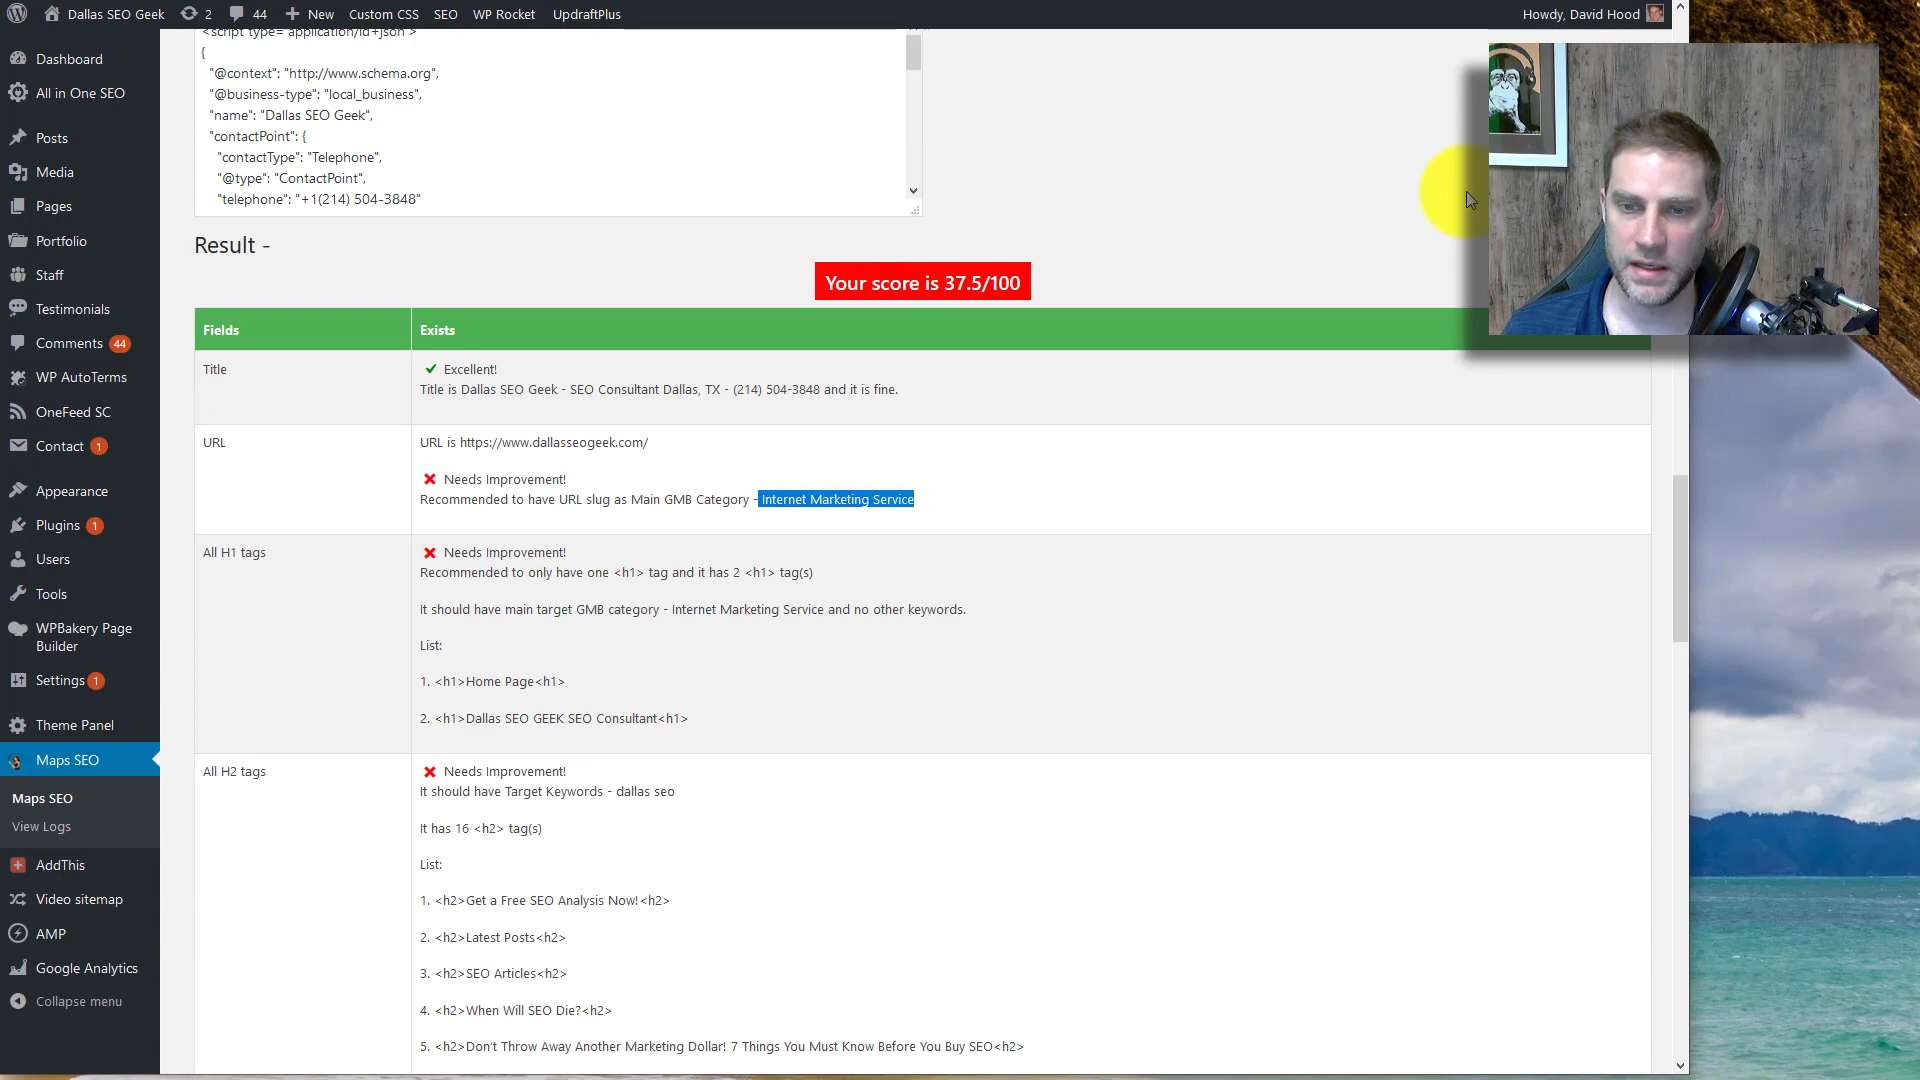 Dallas SEO Geek 2 44 New Custom CSS SEO WP Rocket UpdraftPlus Howdy, David Hood
Dashboard
All in One SEO
Posts
Media
Pages
Portfolio
Staff
Testimonials
Comments 44
WP AutoTerms
OneFeed SC
Contact 1
Appearance
Plugins 1
Users
Tools
WPBakery Page
Builder
Settings 1
Theme Panel
Maps SEO
Maps SEO
View Logs
AddThis
Video sitemap
AMP
Google Analytics
Collapse menu
<script type="application/ld+json">
{
"@context": "http://www.schema.org",
"@business-type": "local_business",
"name": "Dallas SEO Geek",
"contactPoint": {
"contactType": "Telephone",
"@type": "ContactPoint",
"telephone": "+1(214) 504-3848"
Result -
Your score is 37.5/100
Fields Exists
Title
Excellent!
Title is Dallas SEO Geek - SEO Consultant Dallas, TX - (214) 504-3848 and it is fine.
URL
URL is https://www.dallasseogeek.com/
Needs Improvement!
Recommended to have URL slug as Main GMB Category - Internet Marketing Service
All H1 tags
Needs Improvement!
Recommended to only have one <h1> tag and it has 2 <h1> tag(s)
It should have main target GMB category - Internet Marketing Service and no other keywords.
List:
1. <h1>Home Page<h1>
2. <h1>Dallas SEO GEEK SEO Consultant<h1>
All H2 tags
Needs Improvement!
It should have Target Keywords - dallas seo
It has 16 <h2> tag(s)
List:
1. <h2>Get a Free SEO Analysis Now!<h2>
2. <h2>Latest Posts<h2>
3. <h2>SEO Articles<h2>
4. <h2>When Will SEO Die?<h2>
5. <h2>Don't Throw Away Another Marketing Dollar! 7 Things You Must Know Before You Buy SEO<h2>